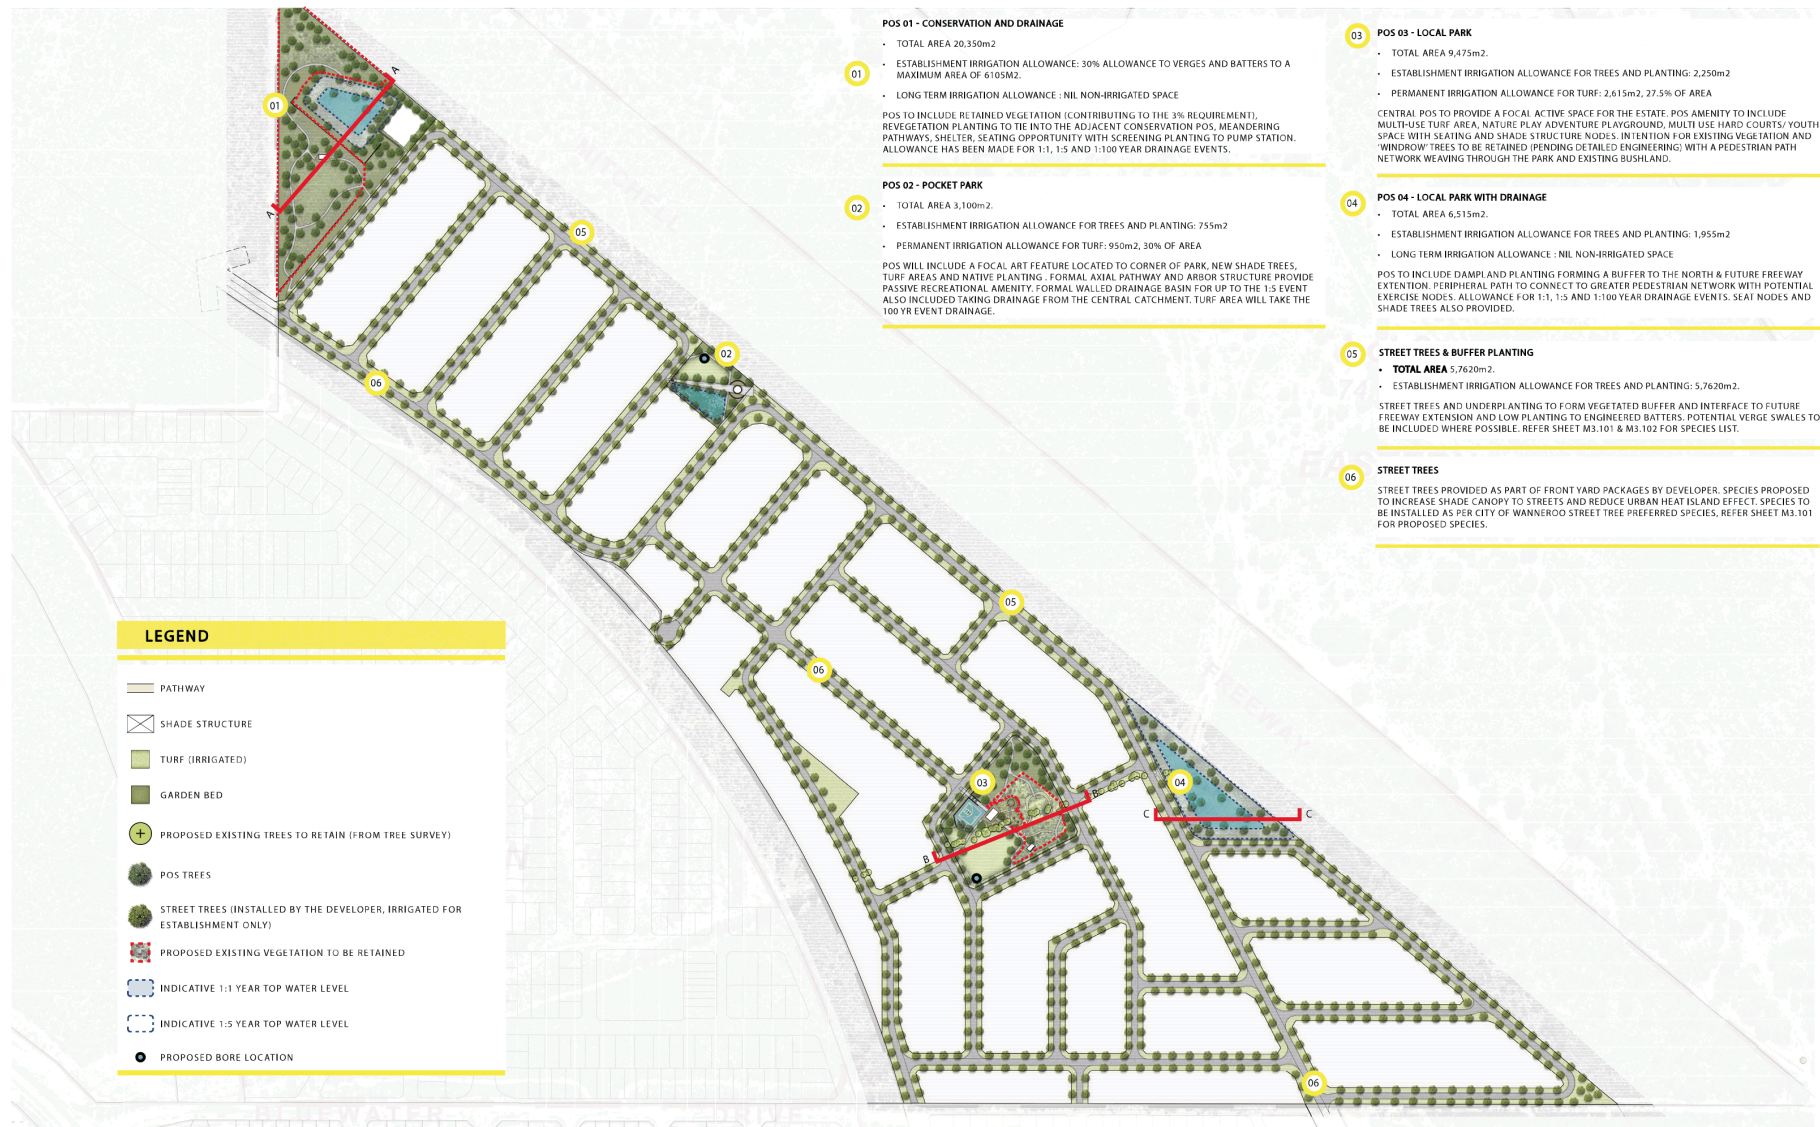 POS 01 - CONSERVATION AND DRAINAGE
01
• TOTAL AREA 20,350m2
• ESTABLISHMENT IRRIGATION ALLOWANCE: 30% ALLOWANCE TO VERGES AND BATTERS TO A
MAXIMUM AREA OF 6105M2.
• LONG TERM IRRIGATION ALLOWANCE : NIL NON-IRRIGATED SPACE
POS TO INCLUDE RETAINED VEGETATION (CONTRIBUTING TO THE 3% REQUIREMENT),
REVEGETATION PLANTING TO TIE INTO THE ADJACENT CONSERVATION POS, MEANDERING
PATHWAYS, SHELTER, SEATING OPPORTUNITY WITH SCREENING PLANTING TO PUMP STATION.
ALLOWANCE HAS BEEN MADE FOR 1:1, 1:5 AND 1:100 YEAR DRAINAGE EVENTS.
POS 02 - POCKET PARK
02
• TOTAL AREA 3,100m2.
• ESTABLISHMENT IRRIGATION ALLOWANCE FOR TREES AND PLANTING: 755m2
• PERMANENT IRRIGATION ALLOWANCE FOR TURF: 950m2, 30% OF AREA
POS WILL INCLUDE A FOCAL ART FEATURE LOCATED TO CORNER OF PARK, NEW SHADE TREES,
TURF AREAS AND NATIVE PLANTING . FORMAL AXIAL PATHWAY AND ARBOR STRUCTURE PROVIDE
PASSIVE RECREATIONAL AMENITY. FORMAL WALLED DRAINAGE BASIN FOR UP TO THE 1:5 EVENT
ALSO INCLUDED TAKING DRAINAGE FROM THE CENTRAL CATCHMENT. TURF AREA WILL TAKE THE
100 YR EVENT DRAINAGE.
03
POS 03 - LOCAL PARK
• TOTAL AREA 9,475m2.
• ESTABLISHMENT IRRIGATION ALLOWANCE FOR TREES AND PLANTING: 2,250m2
• PERMANENT IRRIGATION ALLOWANCE FOR TURF: 2,615m2, 27.5% OF AREA
CENTRAL POS TO PROVIDE A FOCAL ACTIVE SPACE FOR THE ESTATE. POS AMENITY TO INCLUDE
MULTI-USE TURF AREA, NATURE PLAY ADVENTURE PLAYGROUND, MULTI USE HARD COURTS/ YOUTH
SPACE WITH SEATING AND SHADE STRUCTURE NODES. INTENTION FOR EXISTING VEGETATION AND
'WINDROW' TREES TO BE RETAINED (PENDING DETAILED ENGINEERING) WITH A PEDESTRIAN PATH
NETWORK WEAVING THROUGH THE PARK AND EXISTING BUSHLAND.
04
POS 04 - LOCAL PARK WITH DRAINAGE
• TOTAL AREA 6,515m2.
• ESTABLISHMENT IRRIGATION ALLOWANCE FOR TREES AND PLANTING: 1,955m2
• LONG TERM IRRIGATION ALLOWANCE : NIL NON-IRRIGATED SPACE
POS TO INCLUDE DAMPLAND PLANTING FORMING A BUFFER TO THE NORTH & FUTURE FREEWAY
EXTENTION. PERIPHERAL PATH TO CONNECT TO GREATER PEDESTRIAN NETWORK WITH POTENTIAL
EXERCISE NODES. ALLOWANCE FOR 1:1, 1:5 AND 1:100 YEAR DRAINAGE EVENTS. SEAT NODES AND
SHADE TREES ALSO PROVIDED.
05
STREET TREES & BUFFER PLANTING
• TOTAL AREA 5,7620m2.
• ESTABLISHMENT IRRIGATION ALLOWANCE FOR TREES AND PLANTING: 5,7620m2.
STREET TREES AND UNDERPLANTING TO FORM VEGETATED BUFFER AND INTERFACE TO FUTURE
FREEWAY EXTENSION AND LOW PLANTING TO ENGINEERED BATTERS. POTENTIAL VERGE SWALES TO
BE INCLUDED WHERE POSSIBLE. REFER SHEET M3.101 & M3.102 FOR SPECIES LIST.
06
STREET TREES
STREET TREES PROVIDED AS PART OF FRONT YARD PACKAGES BY DEVELOPER. SPECIES PROPOSED
TO INCREASE SHADE CANOPY TO STREETS AND REDUCE URBAN HEAT ISLAND EFFECT. SPECIES TO
BE INSTALLED AS PER CITY OF WANNEROO STREET TREE PREFERRED SPECIES, REFER SHEET M3.101
FOR PROPOSED SPECIES.
A
01
A
05
02
06
05
06
03
B
04
C
C
B
06
LEGEND
PATHWAY
SHADE STRUCTURE
TURF (IRRIGATED)
GARDEN BED
PROPOSED EXISTING TREES TO RETAIN (FROM TREE SURVEY)
POS TREES
STREET TREES (INSTALLED BY THE DEVELOPER, IRRIGATED FOR
ESTABLISHMENT ONLY)
PROPOSED EXISTING VEGETATION TO BE RETAINED
INDICATIVE 1:1 YEAR TOP WATER LEVEL
INDICATIVE 1:5 YEAR TOP WATER LEVEL
PROPOSED BORE LOCATION
BLUEWATER DRIVE